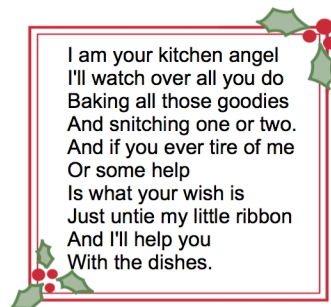 I am your kitchen angel
I'll watch over all you do
Baking all those goodies
And snitching one or two.
And if you ever tire of me
Or some help
Is what your wish is
Just untie my little ribbon
And I'll help you
With the dishes.